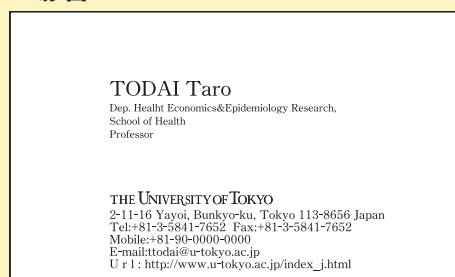 TODAI Taro
Dep. Healht Economics&Epidemiology Research,
School of Health
Professor
THE UNIVERSITY OF TOKYO
2-11-16 Yayoi, Bunkyo-ku, Tokyo 113-8656 Japan
Tel:+81-3-5841-7652 Fax:+81-3-5841-7652
Mobile:+81-90-0000-0000
E-mail:ttodai@u-tokyo.ac.jp
U r l : http://www.u-tokyo.ac.jp/index_j.html